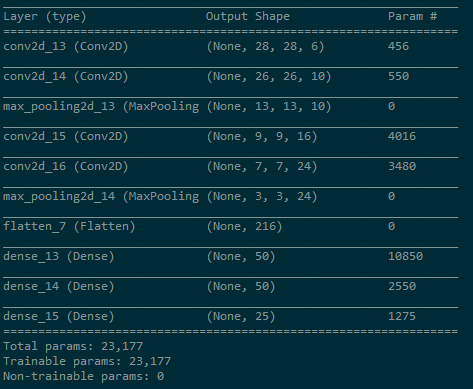 Layer (type) Output Shape Param #
=================================================================
conv2d_13 (Conv2D) (None, 28, 28, 6) 456
conv2d_14 (Conv2D) (None, 26, 26, 10) 550
max_pooling2d_13 (MaxPooling (None, 13, 13, 10) 0
conv2d_15 (Conv2D) (None, 9, 9, 16) 4016
conv2d_16 (Conv2D) (None, 7, 7, 24) 3480
max_pooling2d_14 (MaxPooling (None, 3, 3, 24) 0
flatten_7 (Flatten) (None, 216) 0
dense_13 (Dense) (None, 50) 10850
dense_14 (Dense) (None, 50) 2550
dense_15 (Dense) (None, 25) 1275
=================================================================
Total params: 23,177
Trainable params: 23,177
Non-trainable params: 0